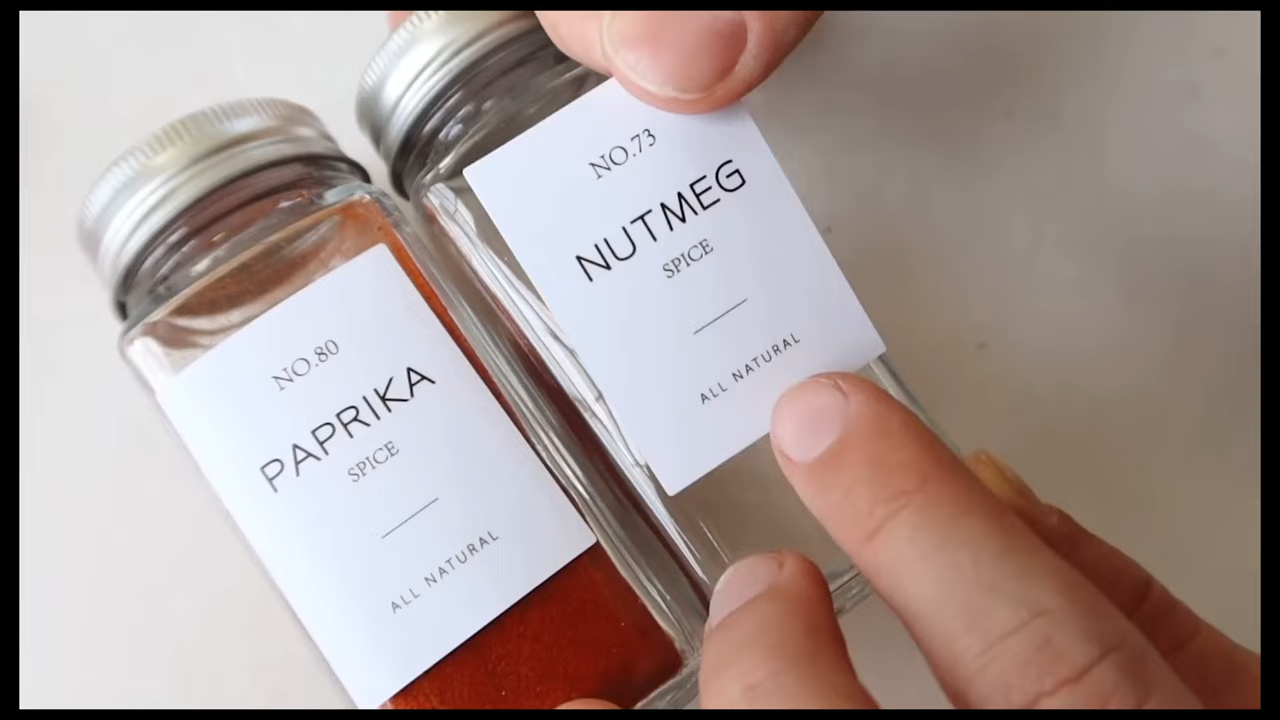 NO.80
PAPRIKA
SPICE
ALL NATURAL
NO.73
NUTMEG
SPICE
ALL NATURAL